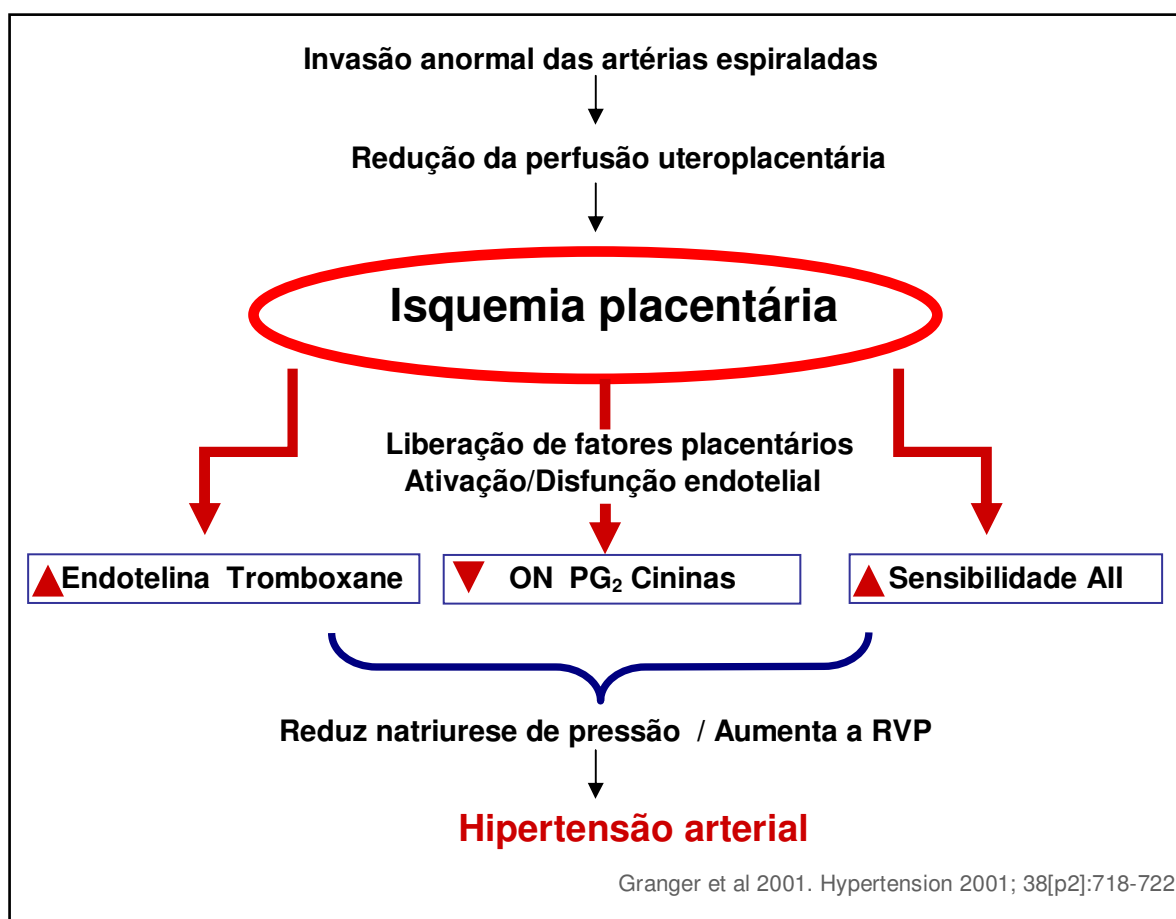 Invasão anormal das artérias espiraladas
Redução da perfusão uteroplacentária
Isquemia placentária
Liberação de fatores placentários
Ativação/Disfunção endotelial
Endotelina Tromboxane
ON PG₂ Cininas
Sensibilidade AII
Reduz natriurese de pressão / Aumenta a RVP
Hipertensão arterial
Granger et al 2001. Hypertension 2001; 38[p2]:718-722